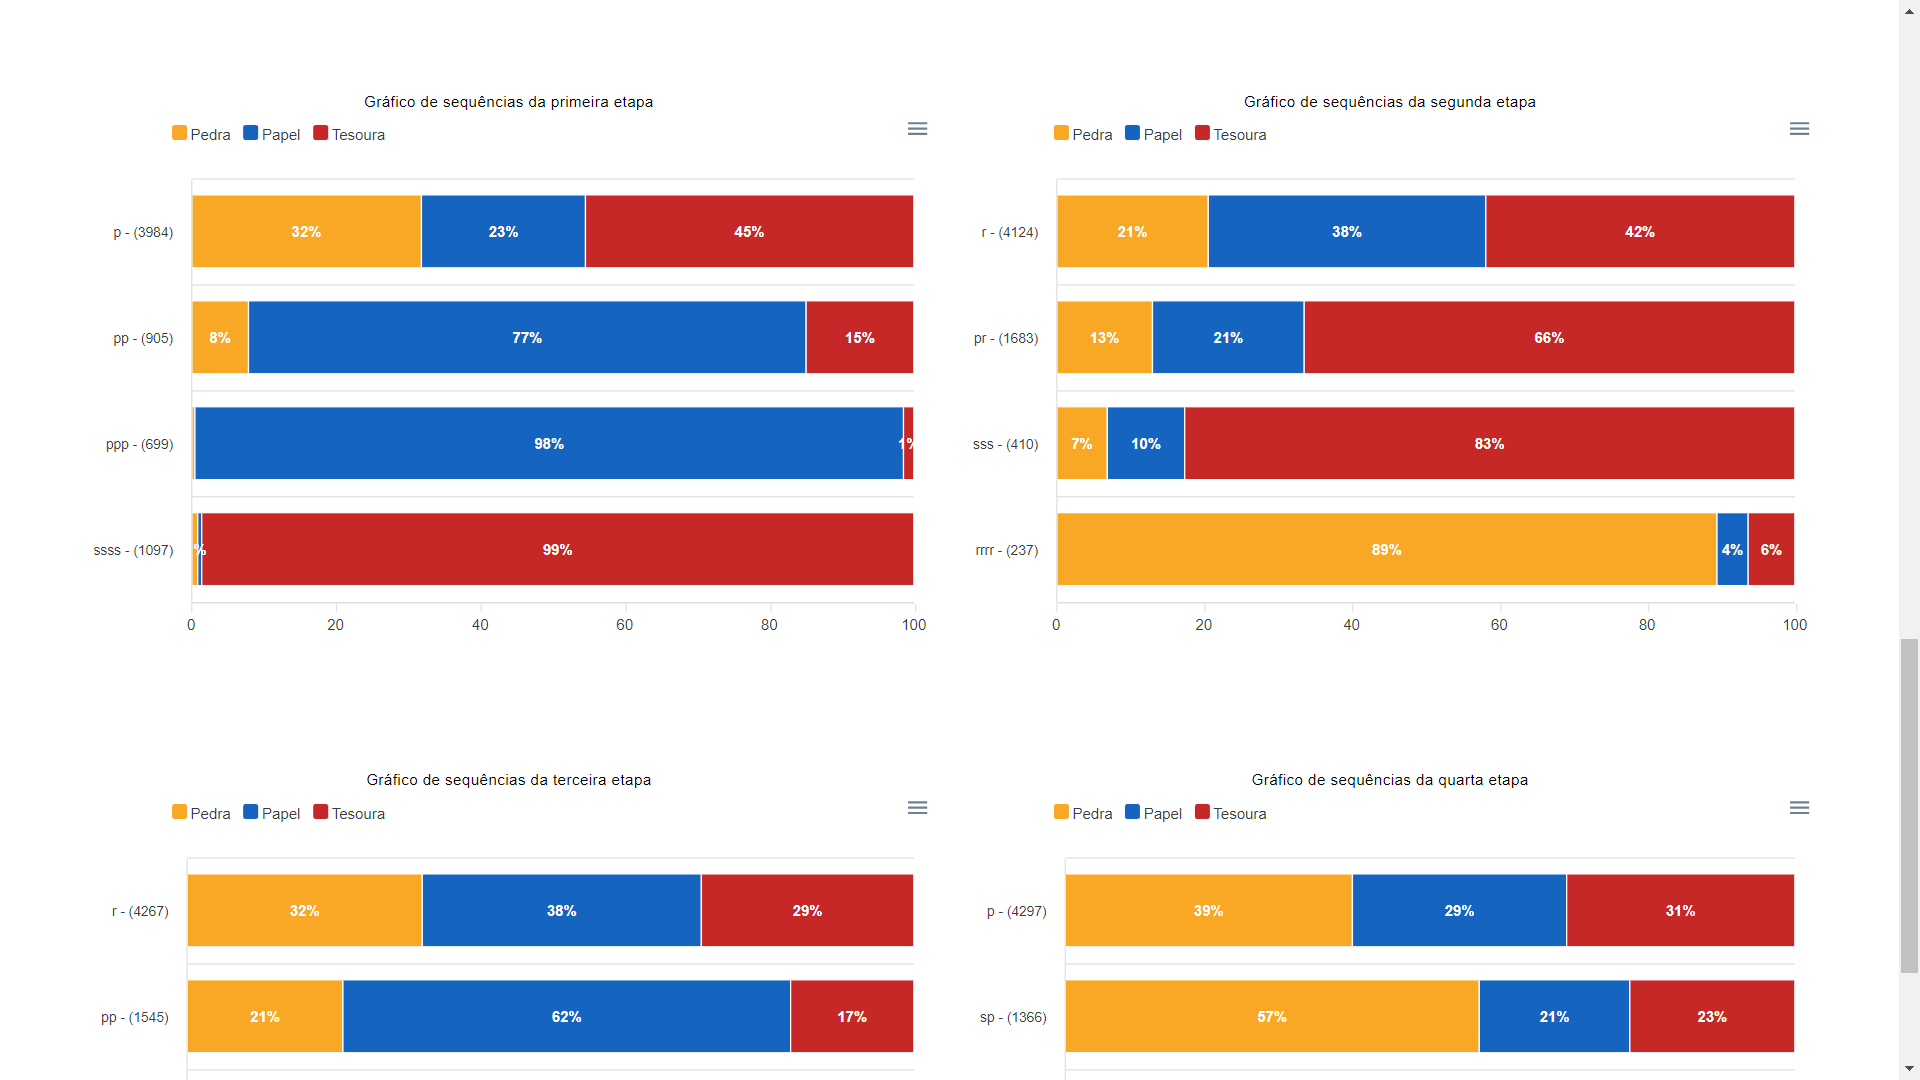 Gráfico de sequências da primeira etapa
Pedra Papel Tesoura
p - (3984) 32% 23% 45%
pp - (905) 8% 77% 15%
ppp - (699) 98% 1%
ssss - (1097) % 99%
0 20 40 60 80 100
Gráfico de sequências da segunda etapa
Pedra Papel Tesoura
r - (4124) 21% 38% 42%
pr - (1683) 13% 21% 66%
sss - (410) 7% 10% 83%
rrrr - (237) 89% 4% 6%
0 20 40 60 80 100
Gráfico de sequências da terceira etapa
Pedra Papel Tesoura
r - (4267) 32% 38% 29%
pp - (1545) 21% 62% 17%
Gráfico de sequências da quarta etapa
Pedra Papel Tesoura
p - (4297) 39% 29% 31%
sp - (1366) 57% 21% 23%